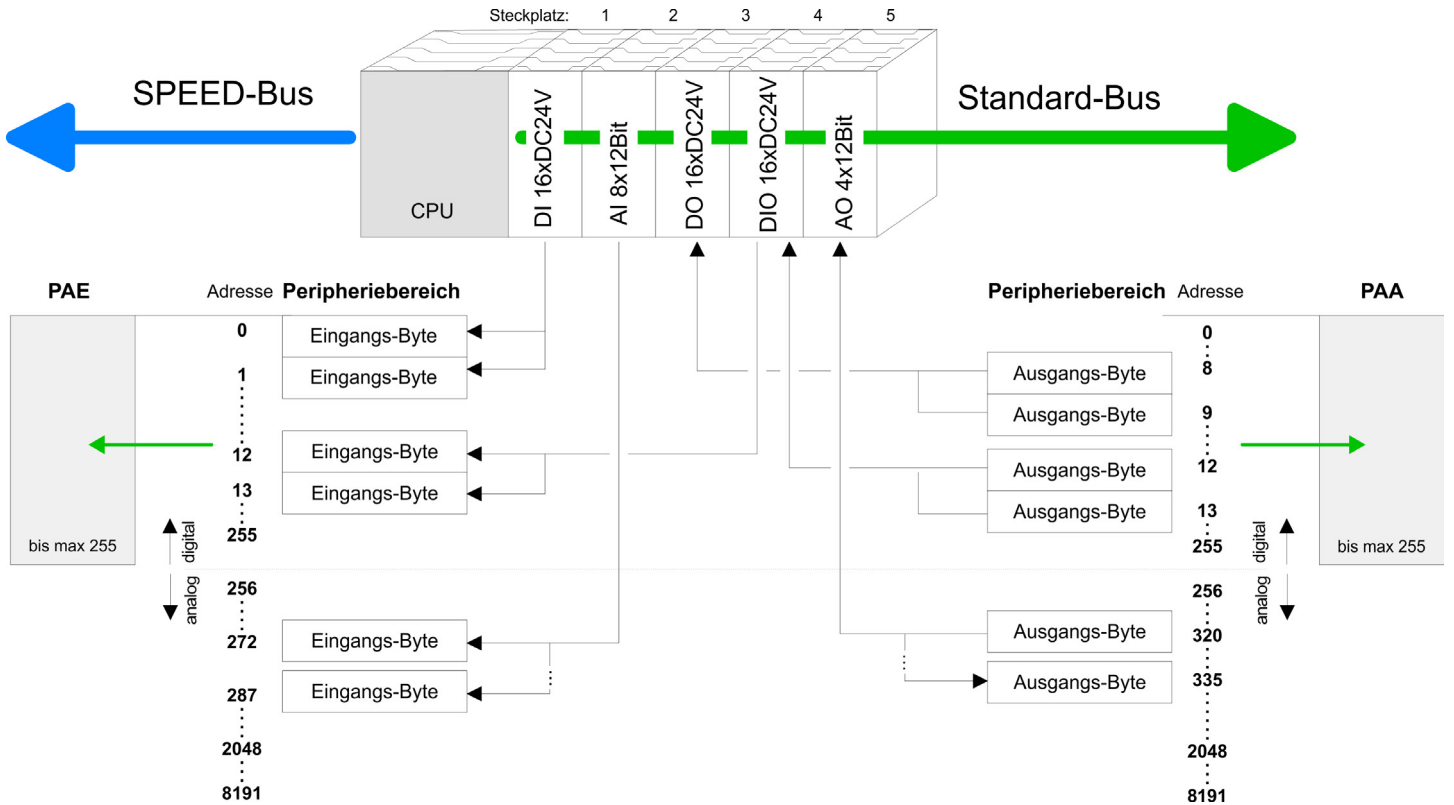 Steckplatz: 1 2 3 4 5
SPEED-Bus
Standard-Bus
CPU
DI 16xDC24V
AI 8x12Bit
DO 16xDC24V
DIO 16xDC24V
AO 4x12Bit
PAE
Adresse
Peripheriebereich
0
Eingangs-Byte
1
Eingangs-Byte
12
Eingangs-Byte
13
Eingangs-Byte
255
bis max 255
digital
analog
256
272
Eingangs-Byte
287
Eingangs-Byte
2048
8191
Peripheriebereich
Adresse
PAA
0
Ausgangs-Byte
8
Ausgangs-Byte
9
Ausgangs-Byte
12
Ausgangs-Byte
13
255
bis max 255
digital
analog
256
Ausgangs-Byte
320
Ausgangs-Byte
335
2048
8191